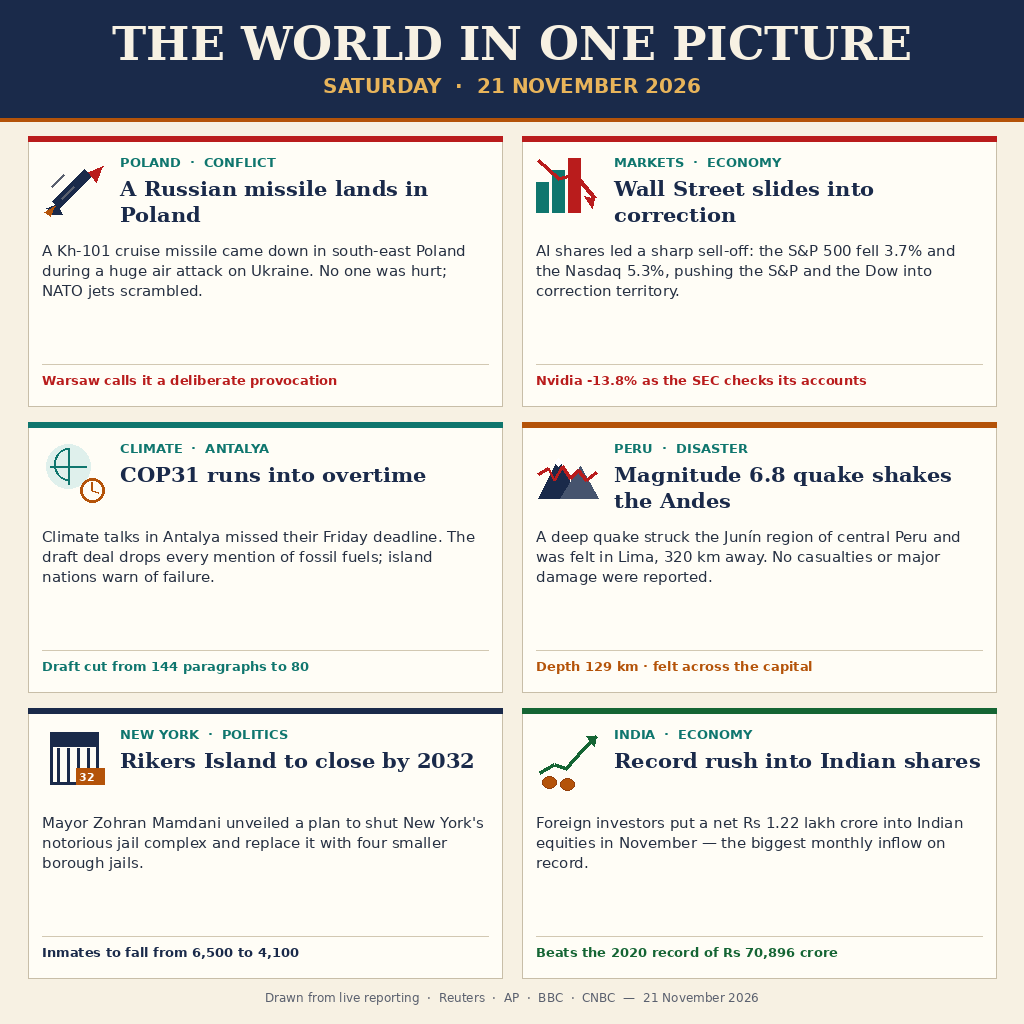 THE WORLD IN ONE PICTURE
SATURDAY · 21 NOVEMBER 2026
POLAND · CONFLICT
A Russian missile lands in
Poland
A Kh-101 cruise missile came down in south-east Poland
during a huge air attack on Ukraine. No one was hurt;
NATO jets scrambled.
Warsaw calls it a deliberate provocation
MARKETS · ECONOMY
Wall Street slides into
correction
AI shares led a sharp sell-off: the S&P 500 fell 3.7% and
the Nasdaq 5.3%, pushing the S&P and the Dow into
correction territory.
Nvidia -13.8% as the SEC checks its accounts
CLIMATE · ANTALYA
COP31 runs into overtime
Climate talks in Antalya missed their Friday deadline. The
draft deal drops every mention of fossil fuels; island
nations warn of failure.
Draft cut from 144 paragraphs to 80
PERU · DISASTER
Magnitude 6.8 quake shakes
the Andes
A deep quake struck the Junín region of central Peru and
was felt in Lima, 320 km away. No casualties or major
damage were reported.
Depth 129 km · felt across the capital
NEW YORK · POLITICS
Rikers Island to close by 2032
32
Mayor Zohran Mamdani unveiled a plan to shut New York's
notorious jail complex and replace it with four smaller
borough jails.
Inmates to fall from 6,500 to 4,100
INDIA · ECONOMY
Record rush into Indian shares
Foreign investors put a net Rs 1.22 lakh crore into Indian
equities in November — the biggest monthly inflow on
record.
Beats the 2020 record of Rs 70,896 crore
Drawn from live reporting · Reuters · AP · BBC · CNBC — 21 November 2026